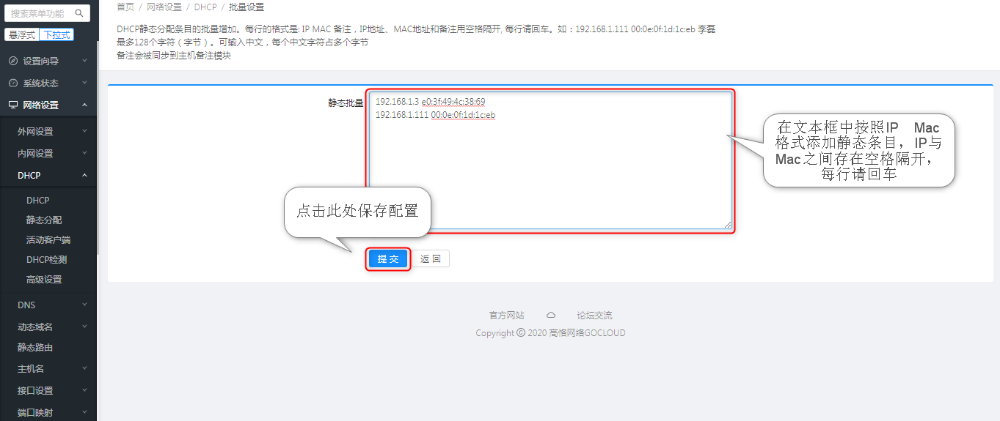 搜索菜单功能
悬浮式 下拉式
设置向导
系统状态
网络设置
外网设置
内网设置
DHCP
DHCP
静态分配
活动客户端
DHCP检测
高级设置
DNS
动态域名
静态路由
主机名
接口设置
端口映射
首页 / 网络设置 / DHCP / 批量设置
DHCP静态分配条目的批量增加。每行的格式是: IP MAC 备注，IP地址、MAC地址和备注用空格隔开, 每行请回车。如：192.168.1.111 00:0e:0f:1d:1c:eb 李磊
最多128个字符（字节）。可输入中文，每个中文字符占多个字节
备注会被同步到主机备注模块
静态批量
192.168.1.3 e0:3f:49:4c:38:69
192.168.1.111 00:0e:0f:1d:1c:eb
在文本框中按照IP Mac
格式添加静态条目，IP与
Mac之间存在空格隔开，
每行请回车
点击此处保存配置
提 交 返 回
官方网站 论坛交流
Copyright © 2020 高恪网络GOCLOUD